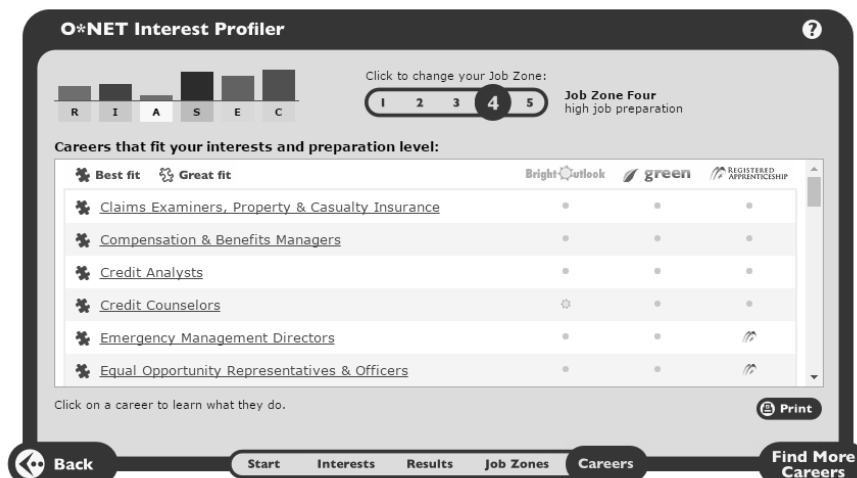 O*NET Interest Profiler
?
Click to change your Job Zone:
1 2 3 4 5
Job Zone Four
high job preparation
R I A S E C
Careers that fit your interests and preparation level:
Best fit Great fit Bright Outlook green REGISTERED APPRENTICESHIP
Claims Examiners, Property & Casualty Insurance
Compensation & Benefits Managers
Credit Analysts
Credit Counselors
Emergency Management Directors
Equal Opportunity Representatives & Officers
Click on a career to learn what they do.
Print
Back Start Interests Results Job Zones Careers Find More
Careers